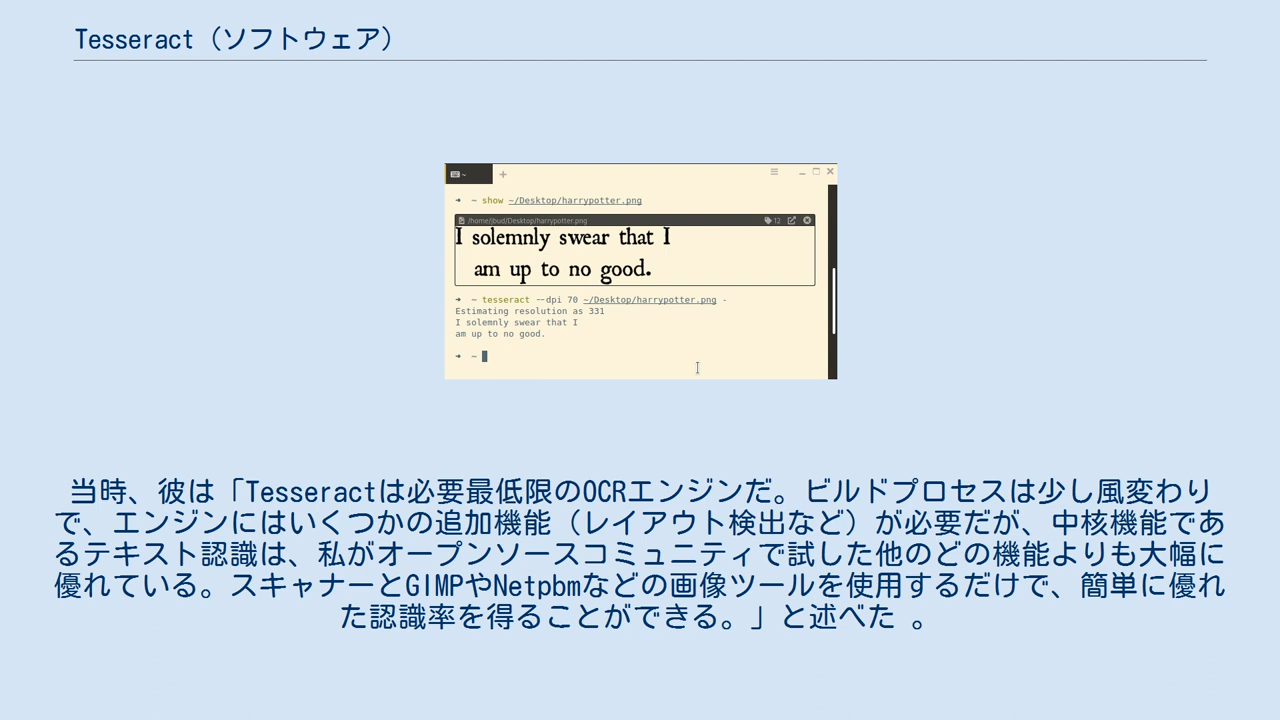 Tesseract（ソフトウェア）
~
➜ ~ show ~/Desktop/harrypotter.png
/home/jbud/Desktop/harrypotter.png 12
I solemnly swear that I
am up to no good.
➜ ~ tesseract --dpi 70 ~/Desktop/harrypotter.png -
Estimating resolution as 331
I solemnly swear that I
am up to no good.
➜ ~
当時、彼は「Tesseractは必要最低限のOCRエンジンだ。ビルドプロセスは少し風変わり
で、エンジンにはいくつかの追加機能（レイアウト検出など）が必要だが、中核機能であ
るテキスト認識は、私がオープンソースコミュニティで試した他のどの機能よりも大幅に
優れている。スキャナーとGIMPやNetpbmなどの画像ツールを使用するだけで、簡単に優れ
た認識率を得ることができる。」と述べた 。